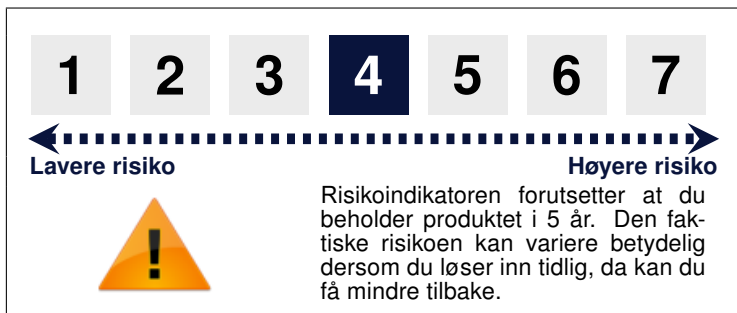 1 2 3 4 5 6 7
Lavere risiko Høyere risiko
!
Risikoindikatoren forutsetter at du
beholder produktet i 5 år. Den fak-
tiske risikoen kan variere betydelig
dersom du løser inn tidlig, da kan du
få mindre tilbake.